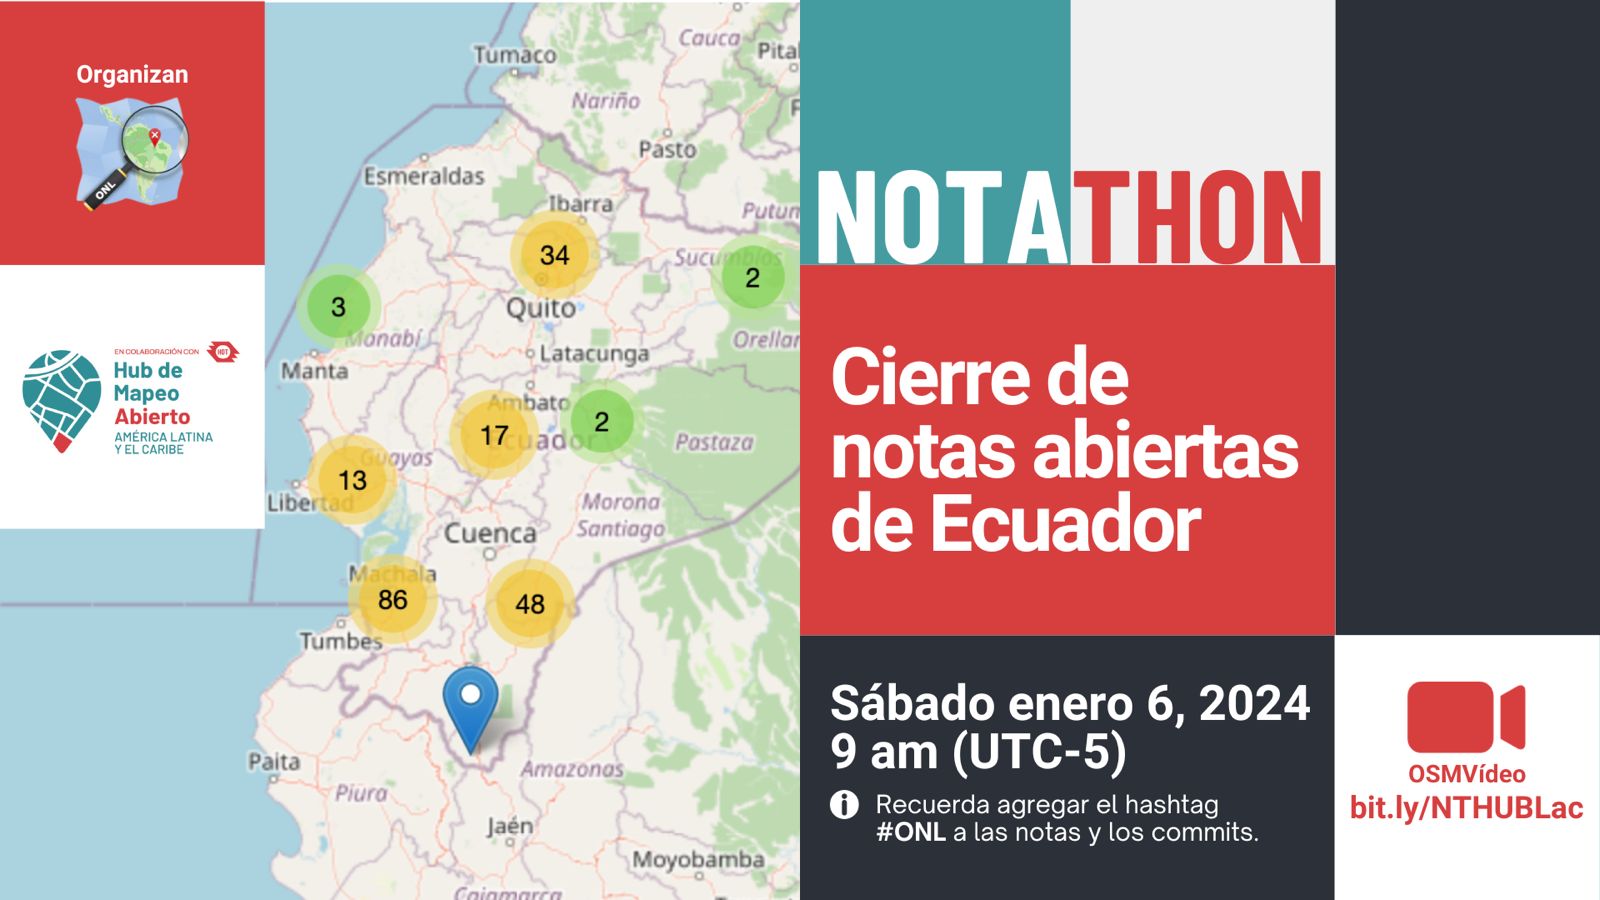 Organizan
ONL
EN COLABORACIÓN CON
HOT
Hub de
Mapeo
Abierto
AMÉRICA LATINA
Y EL CARIBE
Tumaco
Cauca
Nariño
Pasto
Esmeraldas
Ibarra
34
Sucumbíos
2
3
Quito
Manabí
Manta
Latacunga
Ambato
17
2
Ecuador
Pastaza
Guayas
13
Libertad
Morona
Santiago
Cuenca
Machala
86
48
Tumbes
Paita
Amazonas
Piura
Jaén
Moyobamba
Cajamarca
NOTATHON
Cierre de
notas abiertas
de Ecuador
Sábado enero 6, 2024
9 am (UTC-5)
Recuerda agregar el hashtag
#ONL a las notas y los commits.
OSMVídeo
bit.ly/NTHUBLac